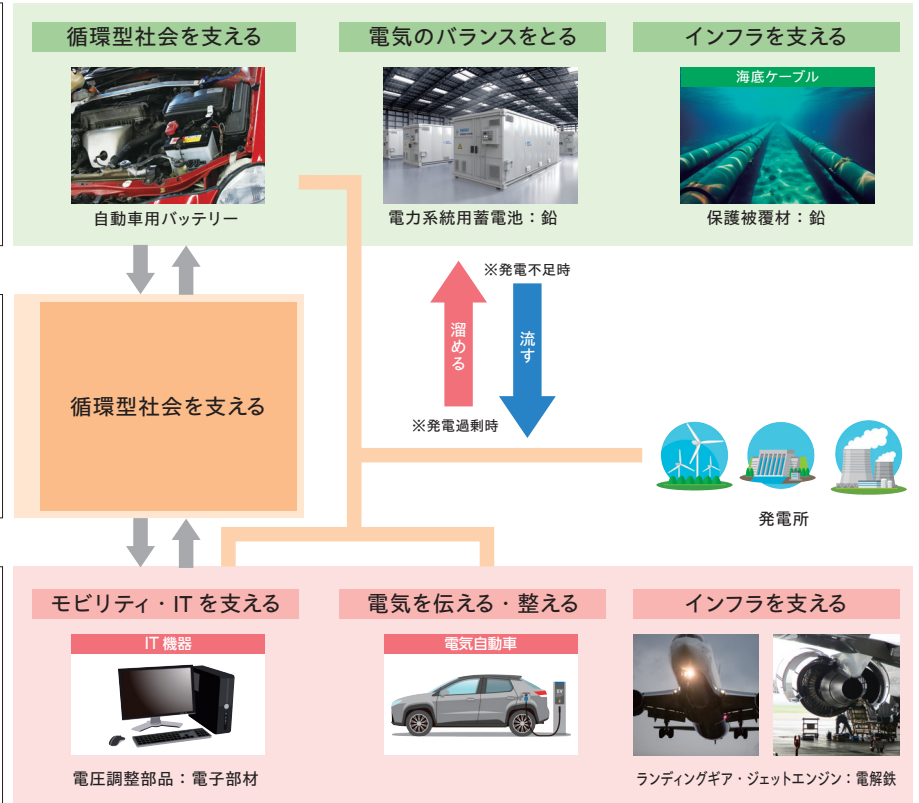 循環型社会を支える
電気のバランスをとる
インフラを支える
海底ケーブル
自動車用バッテリー
電力系統用蓄電池：鉛
保護被覆材：鉛
※発電不足時
溜める
流す
※発電過剰時
循環型社会を支える
発電所
モビリティ・IT を支える
電気を伝える・整える
インフラを支える
IT 機器
電気自動車
電圧調整部品：電子部材
ランディングギア・ジェットエンジン：電解鉄